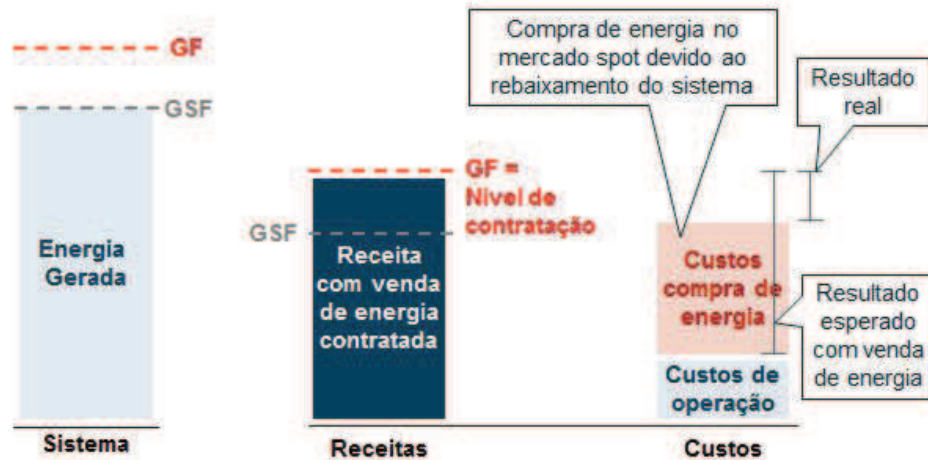 GF
GSF
Energia
Gerada
Sistema
GF =
Nivel de
contratação
GSF
Receita
com venda
de energia
contratada
Receitas
Compra de energia no
mercado spot devido ao
rebaixamento do sistema
Resultado
real
Custos
compra de
energia
Resultado
esperado
com venda
de energia
Custos de
operação
Custos